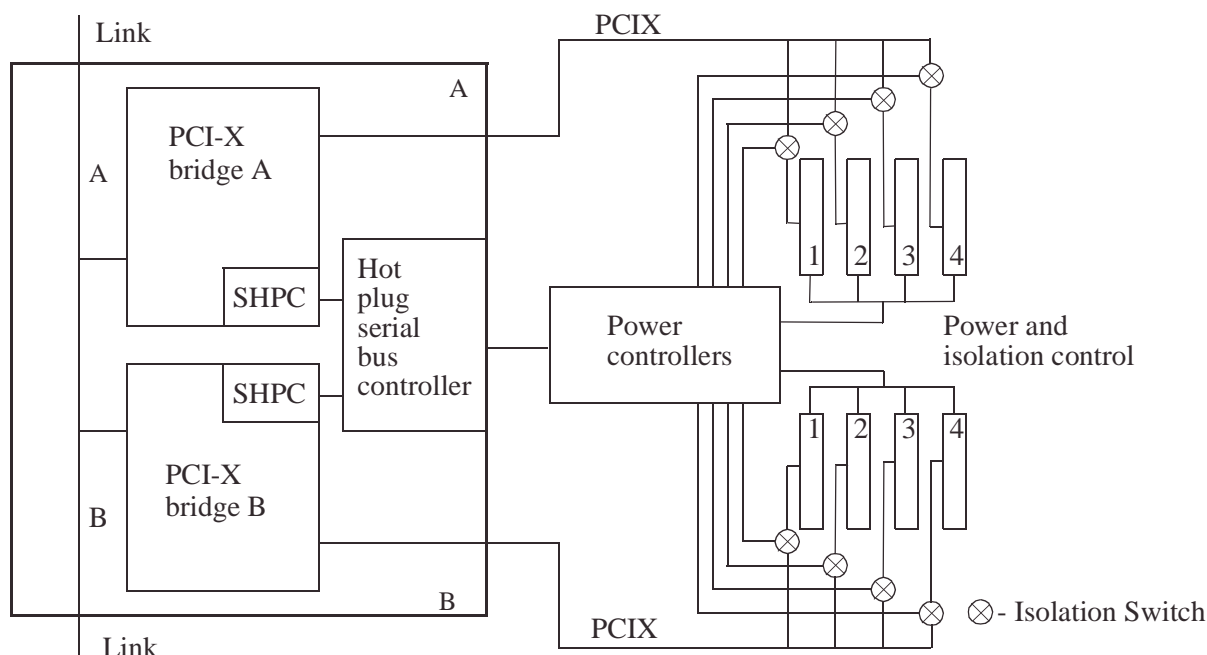 Link
PCIX
A
PCI-X
bridge A
A
SHPC
Hot
plug
serial
bus
controller
1 2 3 4
Power
controllers
Power and
isolation control
SHPC
PCI-X
bridge B
B
1 2 3 4
B
- Isolation Switch
PCIX
Link